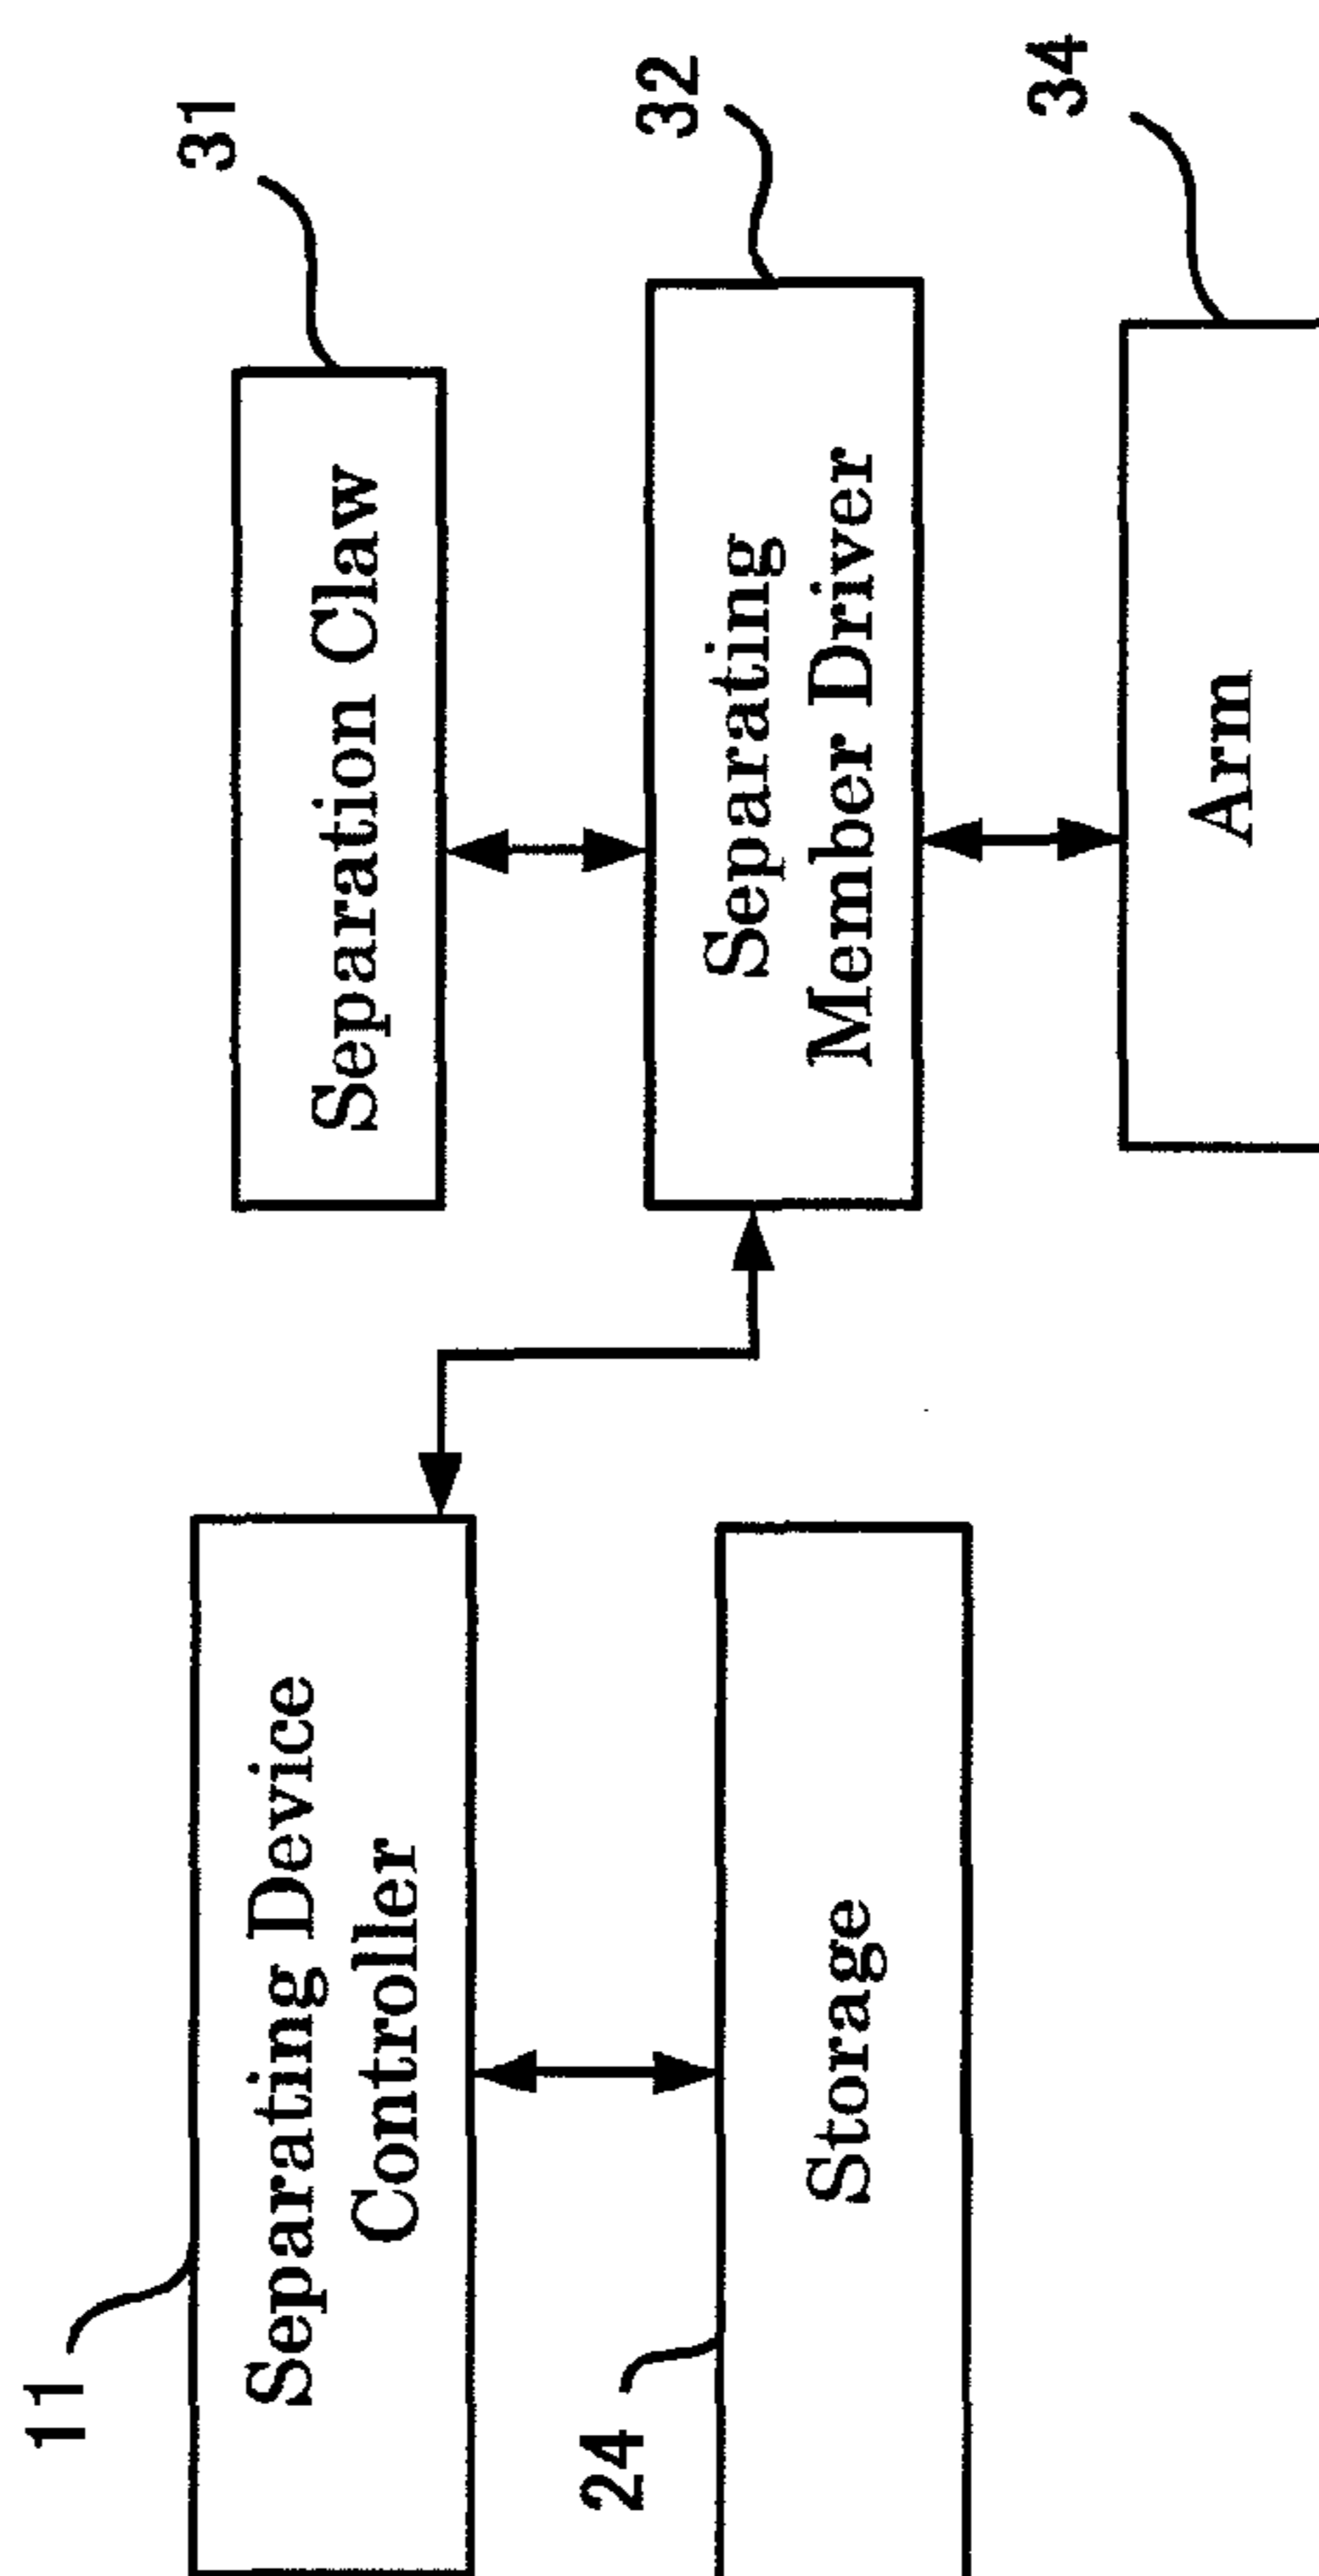 11
Separating Device
Controller
24
Storage
31
Separation Claw
32
Separating
Member Driver
34
Arm